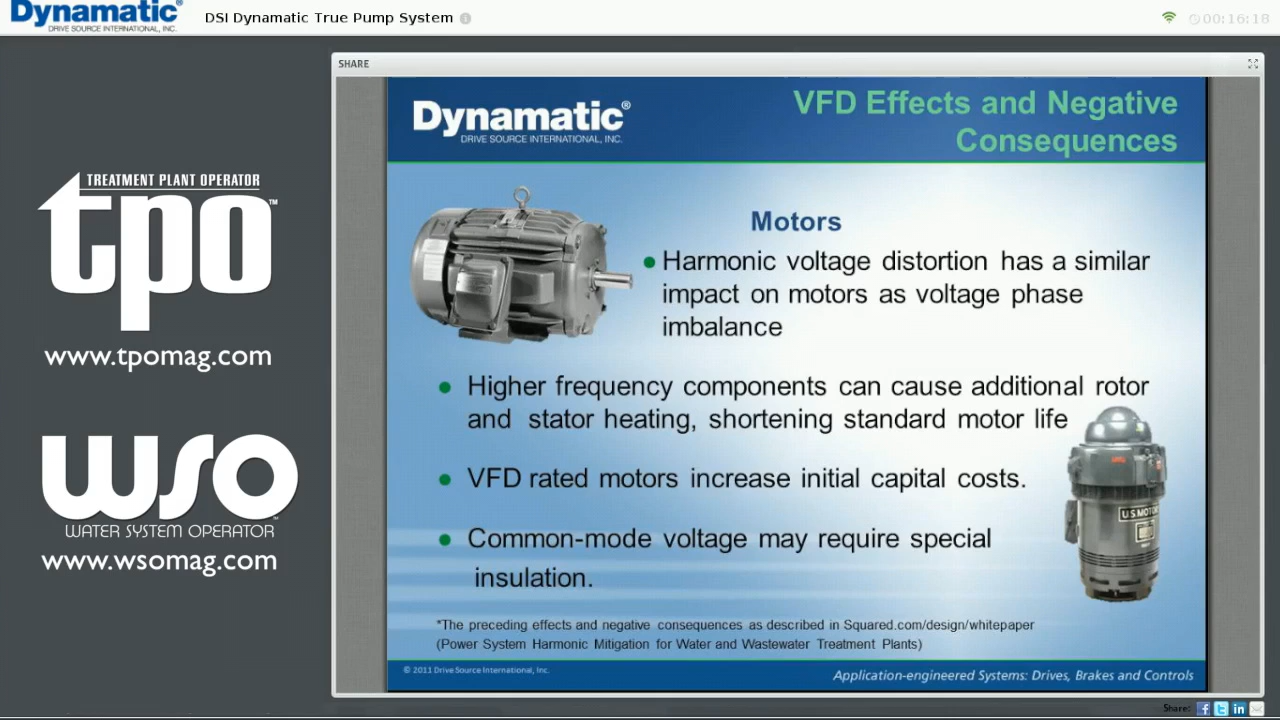 Dynamatic®
DRIVE SOURCE INTERNATIONAL, INC.
DSI Dynamatic True Pump System
00:16:18
SHARE
TREATMENT PLANT OPERATOR
tpo™
www.tpomag.com
wso
WATER SYSTEM OPERATOR
www.wsomag.com
Dynamatic®
DRIVE SOURCE INTERNATIONAL, INC.
VFD Effects and Negative
Consequences
Motors
● Harmonic voltage distortion has a similar
impact on motors as voltage phase
imbalance
● Higher frequency components can cause additional rotor
and stator heating, shortening standard motor life
● VFD rated motors increase initial capital costs.
● Common-mode voltage may require special
insulation.
U.S MOTOR
*The preceding effects and negative consequences as described in Squared.com/design/whitepaper
(Power System Harmonic Mitigation for Water and Wastewater Treatment Plants)
© 2011 Drive Source International, Inc.
Application-engineered Systems: Drives, Brakes and Controls
Share: